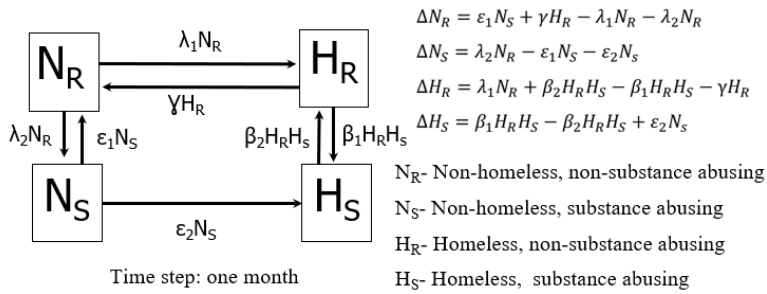 N_R
λ₁N_R
H_R
ɣH_R
λ₂N_R
ε₁N_S
β₂H_RH_S
β₁H_RH_S
N_S
ε₂N_S
H_S
Time step: one month
ΔN_R = ε₁N_S + γH_R − λ₁N_R − λ₂N_R
ΔN_S = λ₂N_R − ε₁N_S − ε₂N_S
ΔH_R = λ₁N_R + β₂H_RH_S − β₁H_RH_S − γH_R
ΔH_S = β₁H_RH_S − β₂H_RH_S + ε₂N_s
N_R- Non-homeless, non-substance abusing
N_S- Non-homeless, substance abusing
H_R- Homeless, non-substance abusing
H_S- Homeless, substance abusing